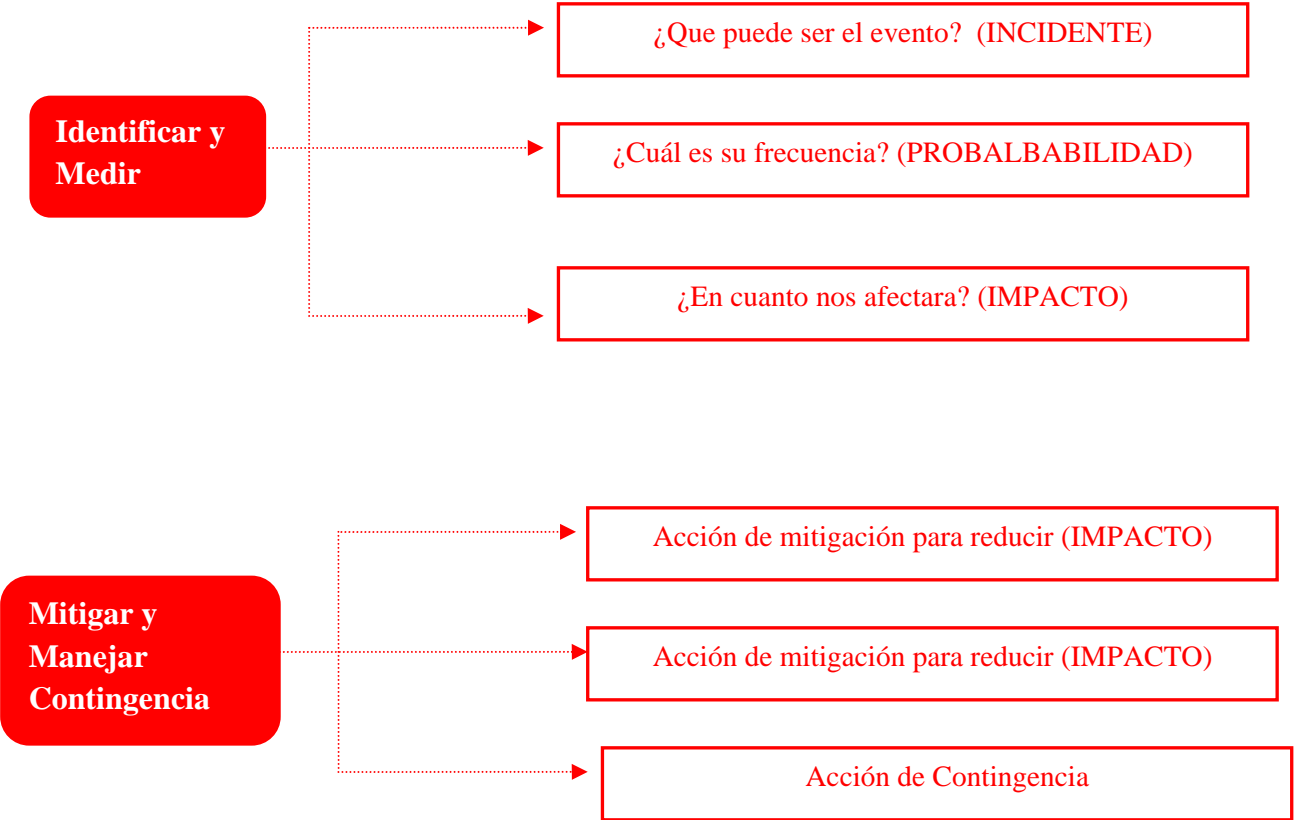 ¿Que puede ser el evento? (INCIDENTE)
Identificar y
Medir
¿Cuál es su frecuencia? (PROBALBABILIDAD)
¿En cuanto nos afectara? (IMPACTO)
Acción de mitigación para reducir (IMPACTO)
Mitigar y
Manejar
Contingencia
Acción de mitigación para reducir (IMPACTO)
Acción de Contingencia